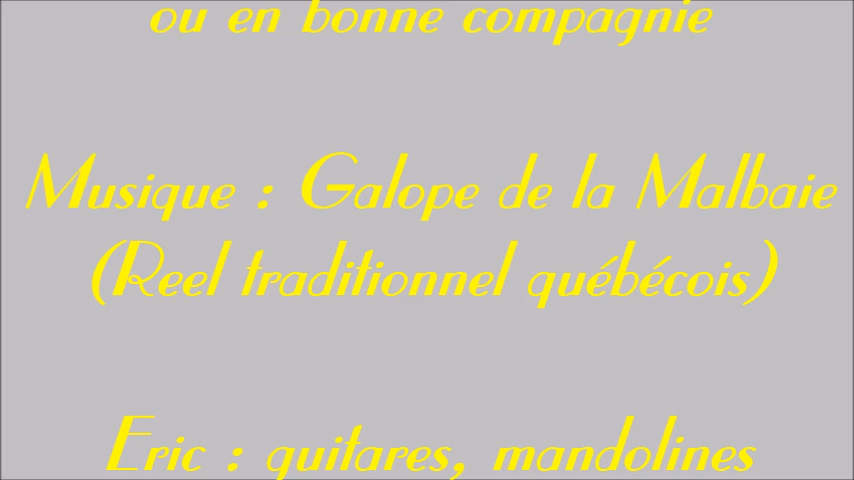 ou en bonne compagnie
Musique : Galope de la Malbaie
(Reel traditionnel québécois)
Eric : guitares, mandolines